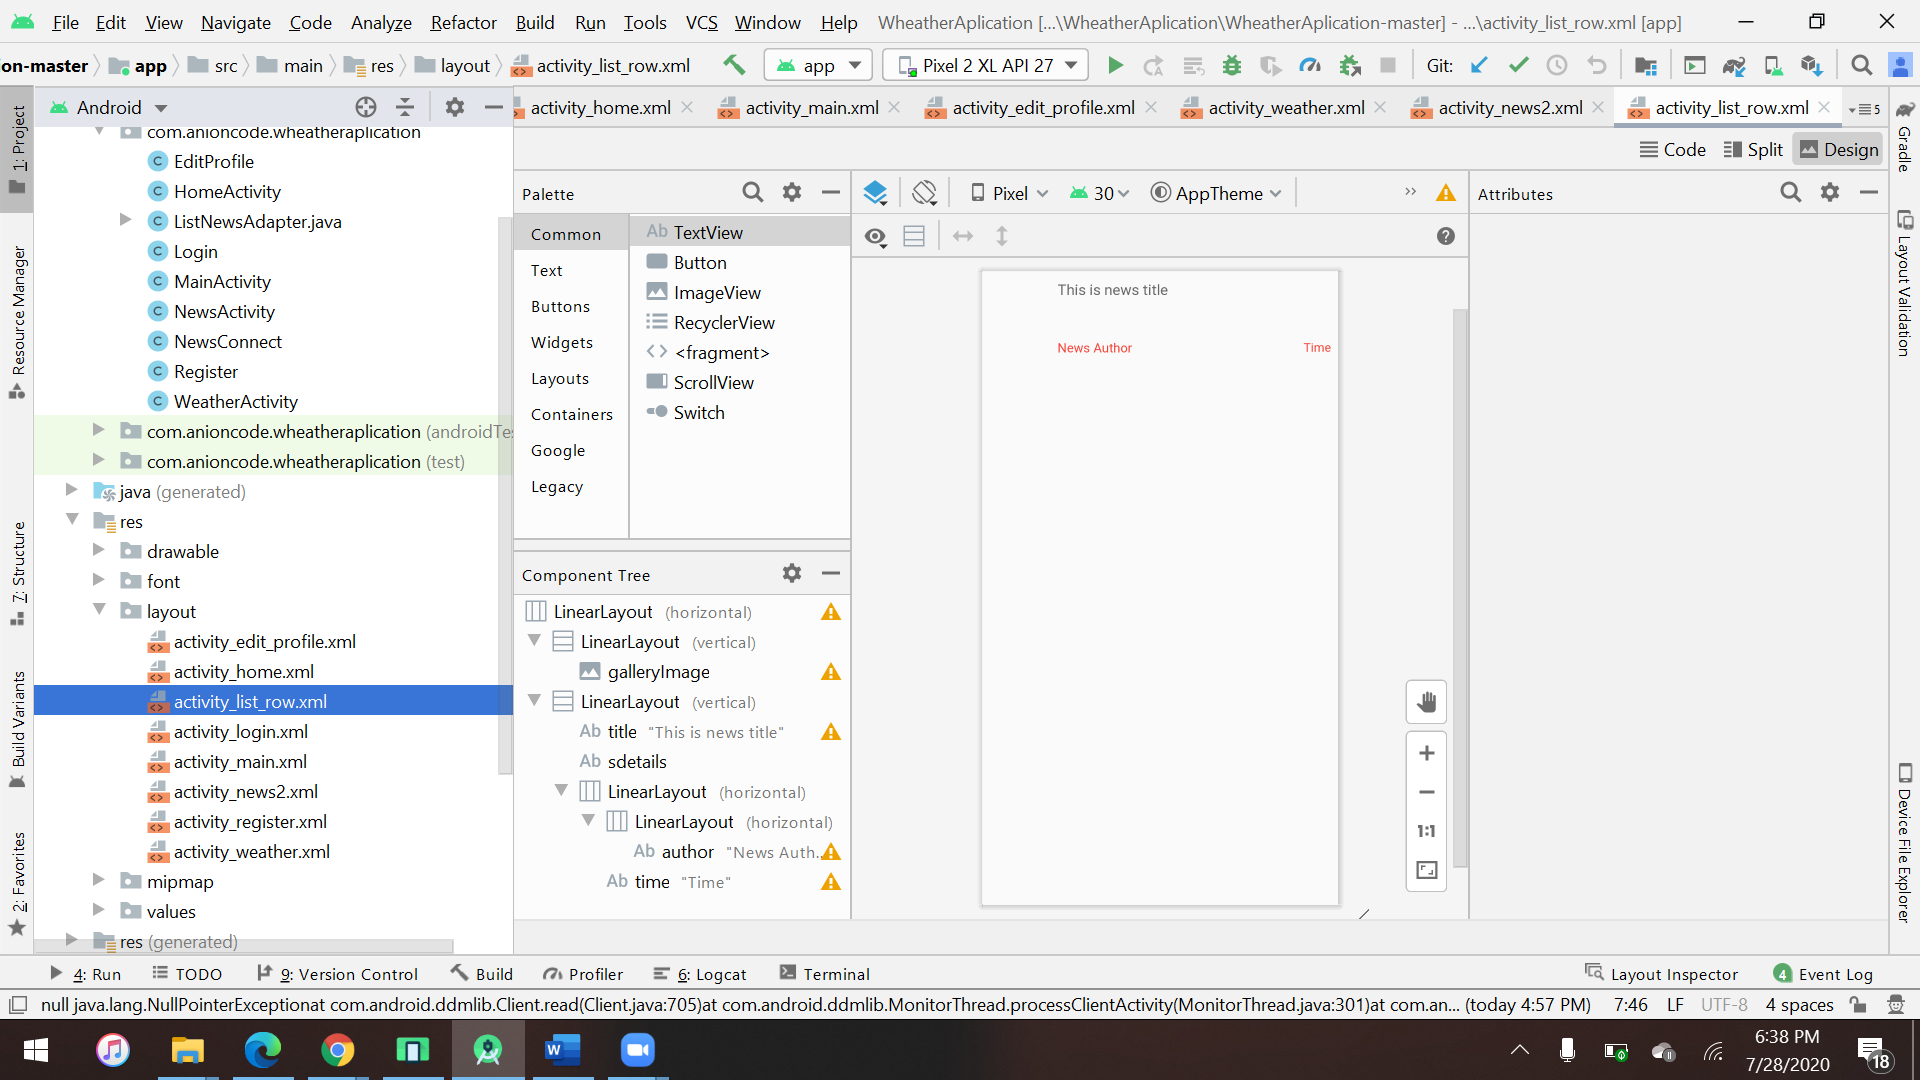 File Edit View Navigate Code Analyze Refactor Build Run Tools VCS Window Help WheatherAplication [...\WheatherAplication\WheatherAplication-master] - ...\activity_list_row.xml [app]
on-master app src main res layout activity_list_row.xml app Pixel 2 XL API 27 Git:
Android
activity_home.xml activity_main.xml activity_edit_profile.xml activity_weather.xml activity_news2.xml activity_list_row.xml 5
Code Split Design
1: Project
Resource Manager
7: Structure
Build Variants
2: Favorites
com.anioncode.wheatheraplication
EditProfile
HomeActivity
ListNewsAdapter.java
Login
MainActivity
NewsActivity
NewsConnect
Register
WeatherActivity
com.anioncode.wheatheraplication (androidTes
com.anioncode.wheatheraplication (test)
java (generated)
res
drawable
font
layout
activity_edit_profile.xml
activity_home.xml
activity_list_row.xml
activity_login.xml
activity_main.xml
activity_news2.xml
activity_register.xml
activity_weather.xml
mipmap
values
res (generated)
Palette
Common
Text
Buttons
Widgets
Layouts
Containers
Google
Legacy
Ab TextView
Button
ImageView
RecyclerView
<fragment>
ScrollView
Switch
Component Tree
LinearLayout (horizontal)
LinearLayout (vertical)
galleryImage
LinearLayout (vertical)
Ab title "This is news title"
Ab sdetails
LinearLayout (horizontal)
LinearLayout (horizontal)
Ab author "News Auth...
Ab time "Time"
Pixel 30 AppTheme
This is news title
News Author Time
1:1
Attributes
Gradle
Layout Validation
Device File Explorer
4: Run TODO 9: Version Control Build Profiler 6: Logcat Terminal Layout Inspector 4 Event Log
null java.lang.NullPointerExceptionat com.android.ddmlib.Client.read(Client.java:705)at com.android.ddmlib.MonitorThread.processClientActivity(MonitorThread.java:301)at com.an... (today 4:57 PM) 7:46 LF UTF-8 4 spaces
6:38 PM
7/28/2020
18